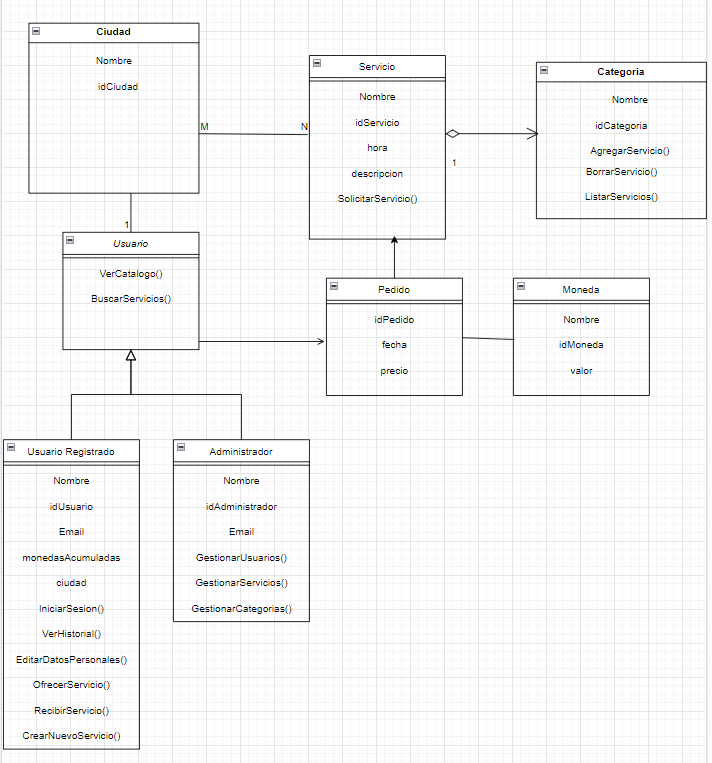 Ciudad
Nombre
idCiudad
M
N
1
Servicio
Nombre
idServicio
hora
descripcion
SolicitarServicio()
1
Categoria
Nombre
idCategoria
AgregarServicio()
BorrarServicio()
ListarServicios()
Usuario
VerCatalogo()
BuscarServicios()
Pedido
idPedido
fecha
precio
Moneda
Nombre
idMoneda
valor
Usuario Registrado
Nombre
idUsuario
Email
monedasAcumuladas
ciudad
IniciarSesion()
VerHistorial()
EditarDatosPersonales()
OfrecerServicio()
RecibirServicio()
CrearNuevoServicio()
Administrador
Nombre
idAdministrador
Email
GestionarUsuarios()
GestionarServicios()
GestionarCategorias()